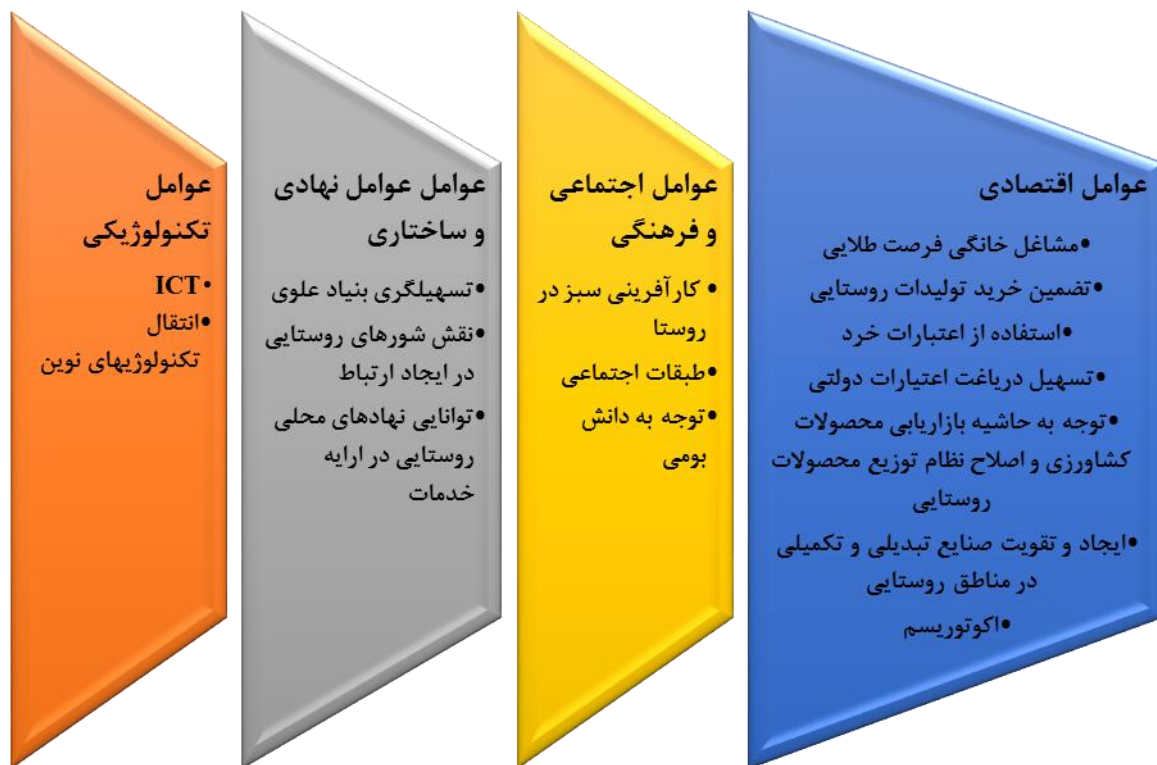 عوامل اقتصادی
•مشاغل خانگی فرصت طلایی
•تضمین خرید تولیدات روستایی
•استفاده از اعتبارات خرد
•تسهیل دریاغت اعتیارات دولتی
•توجه به حاشیه بازاریابی محصولات
کشاورزی و اصلاح نظام توزیع محصولات
روستایی
•ایجاد و تقویت صنایع تبدیلی و تکمیلی
در مناطق روستایی
•اکوتوریسم
عوامل اجتماعی
و فرهنگی
•کارآفرینی سبز در
روستا
•طبقات اجتماعی
•توجه به دانش
بومی
عوامل عوامل نهادی
و ساختاری
•تسهیلگری بنیاد علوی
•نقش شورهای روستایی
در ایجاد ارتباط
•توانایی نهادهای محلی
روستایی در ارایه
خدمات
عوامل
تکنولوژیکی
•ICT
•انتقال
تکنولوژیهای نوین